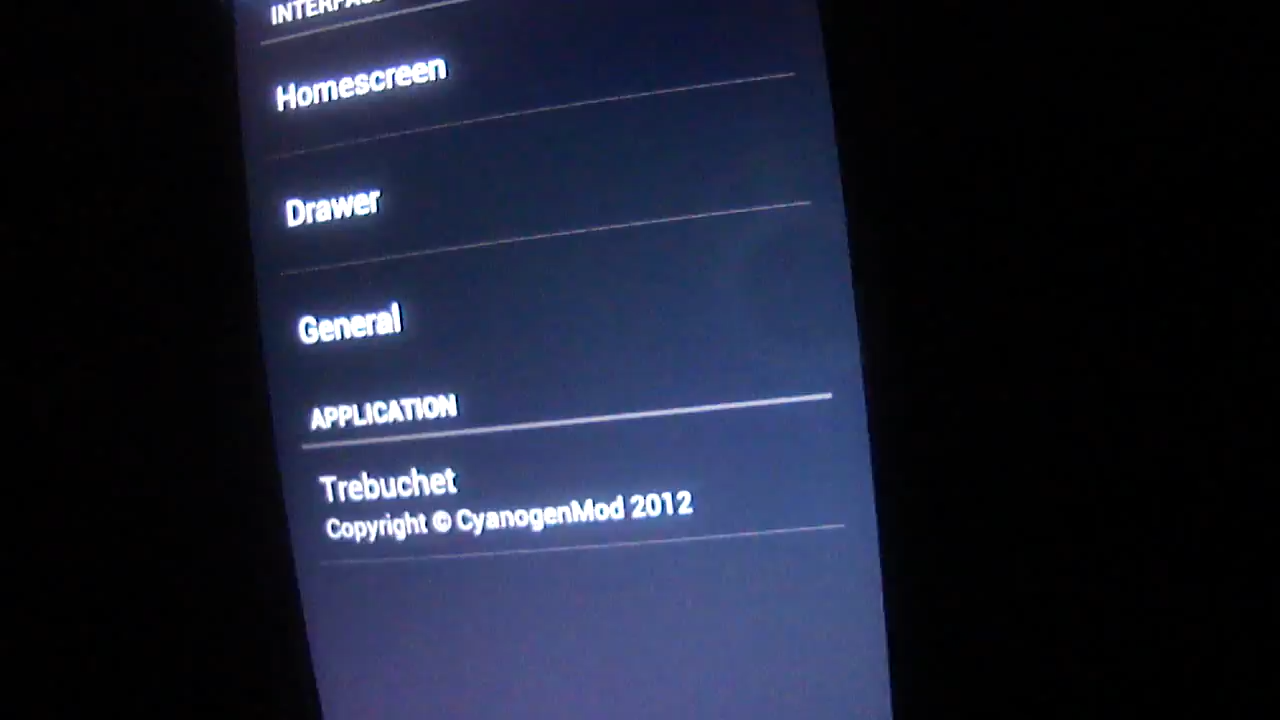 Homescreen
Drawer
General
APPLICATION
Trebuchet
Copyright © CyanogenMod 2012